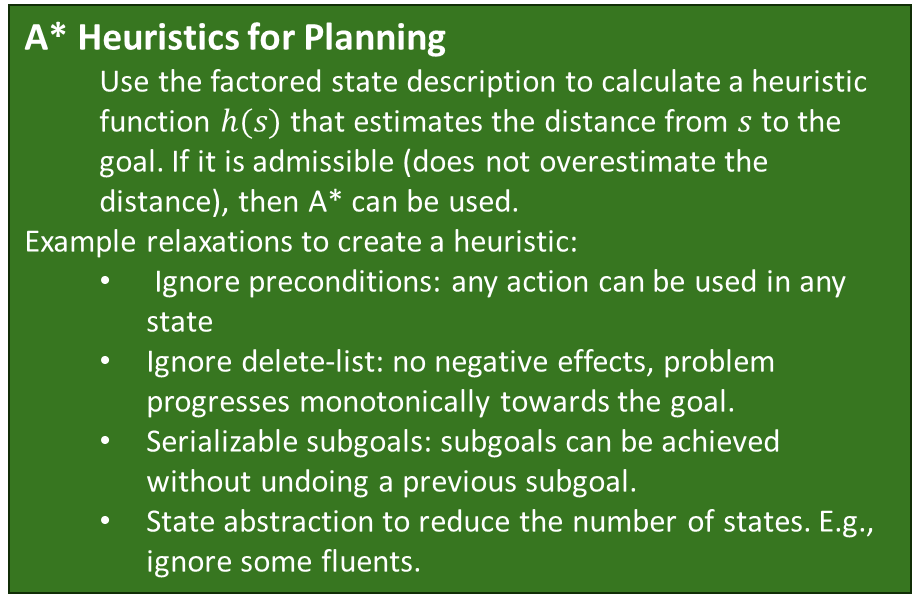 A* Heuristics for Planning
Use the factored state description to calculate a heuristic
function h(s) that estimates the distance from s to the
goal. If it is admissible (does not overestimate the
distance), then A* can be used.
Example relaxations to create a heuristic:
• Ignore preconditions: any action can be used in any
state
• Ignore delete-list: no negative effects, problem
progresses monotonically towards the goal.
• Serializable subgoals: subgoals can be achieved
without undoing a previous subgoal.
• State abstraction to reduce the number of states. E.g.,
ignore some fluents.